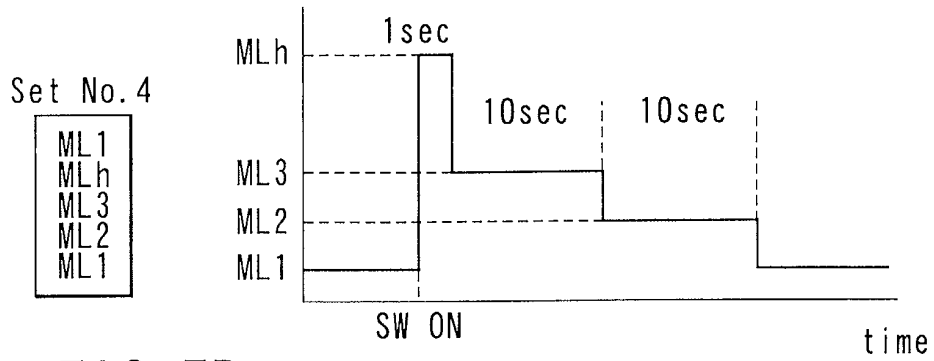 Set No.4
ML1
MLh
ML3
ML2
ML1
MLh
ML3
ML2
ML1
1sec
10sec
10sec
SW ON
time